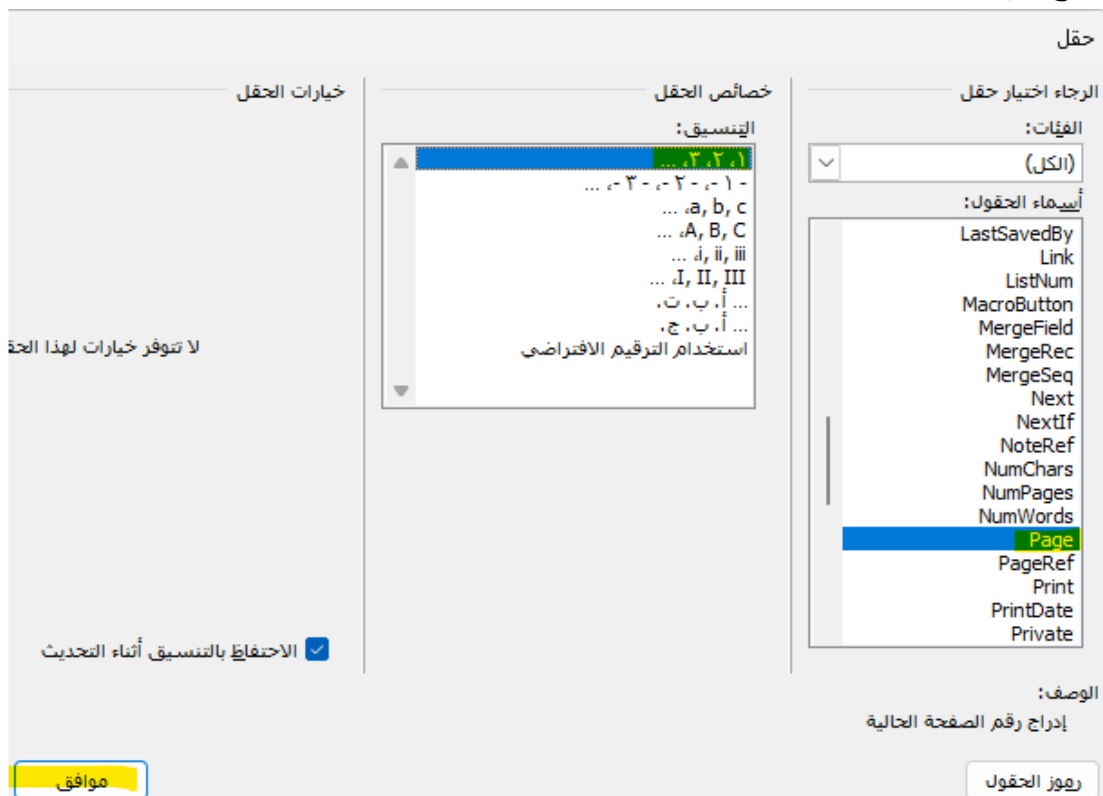 حقل
الرجاء اختيار حقل
الفئات:
(الكل)
أسماء الحقول:
LastSavedBy
Link
ListNum
MacroButton
MergeField
MergeRec
MergeSeq
Next
NextIf
NoteRef
NumChars
NumPages
NumWords
Page
PageRef
Print
PrintDate
Private
خصائص الحقل
التنسيق:
١، ٢، ٣، ...
- ١ -، - ٢ -، - ٣ -، ...
a, b, c، ...
A, B, C، ...
i, ii, iii، ...
I, II, III، ...
أ، ب، ت، ...
أ، ب، ج، ...
استخدام الترقيم الافتراضي
خيارات الحقل
لا تتوفر خيارات لهذا الحق
الاحتفاظ بالتنسيق أثناء التحديث
الوصف:
إدراج رقم الصفحة الحالية
رموز الحقول
موافق